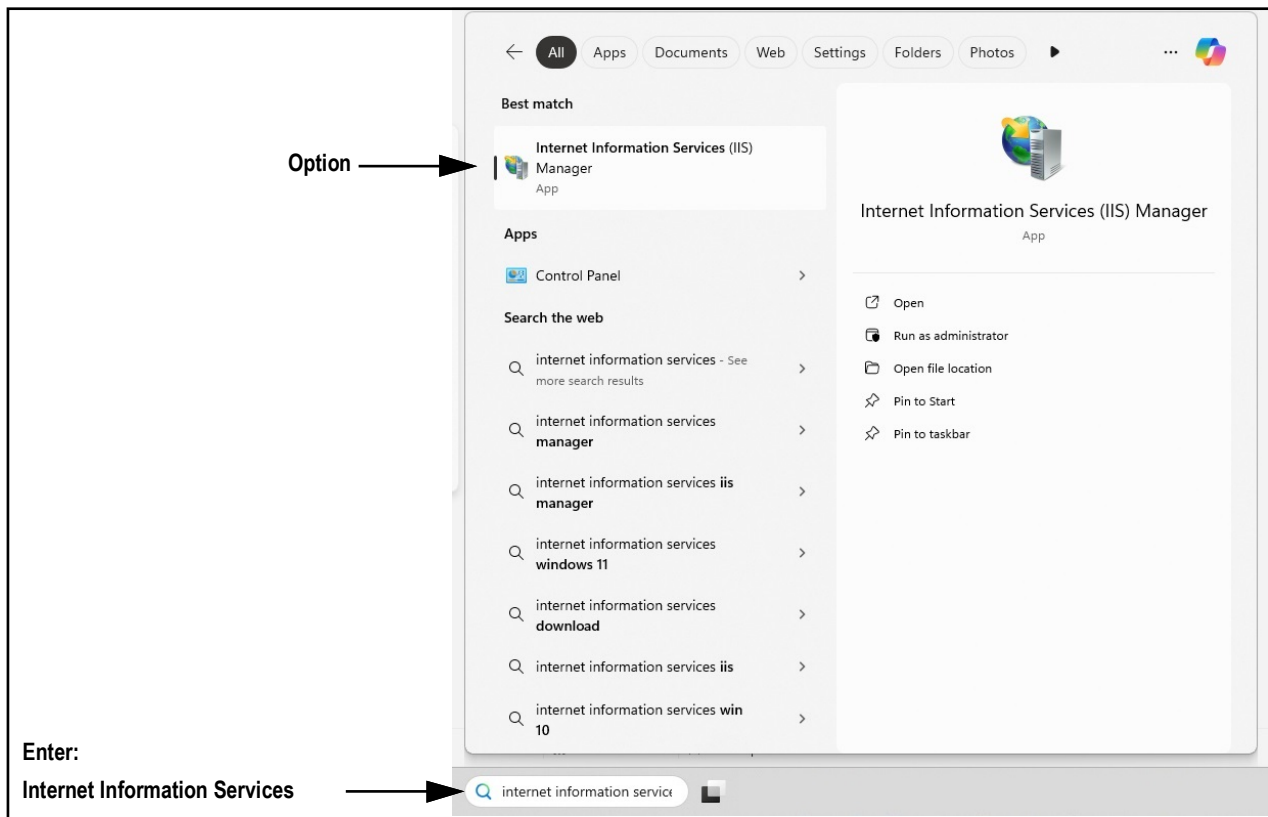 All
Apps
Documents
Web
Settings
Folders
Photos
...
Best match
Option
Internet Information Services (IIS)
Manager
App
Apps
Control Panel
Search the web
internet information services - See
more search results
internet information services
manager
internet information services iis
manager
internet information services
windows 11
internet information services
download
internet information services iis
internet information services win
10
Internet Information Services (IIS) Manager
App
Open
Run as administrator
Open file location
Pin to Start
Pin to taskbar
Enter:
Internet Information Services
internet information service